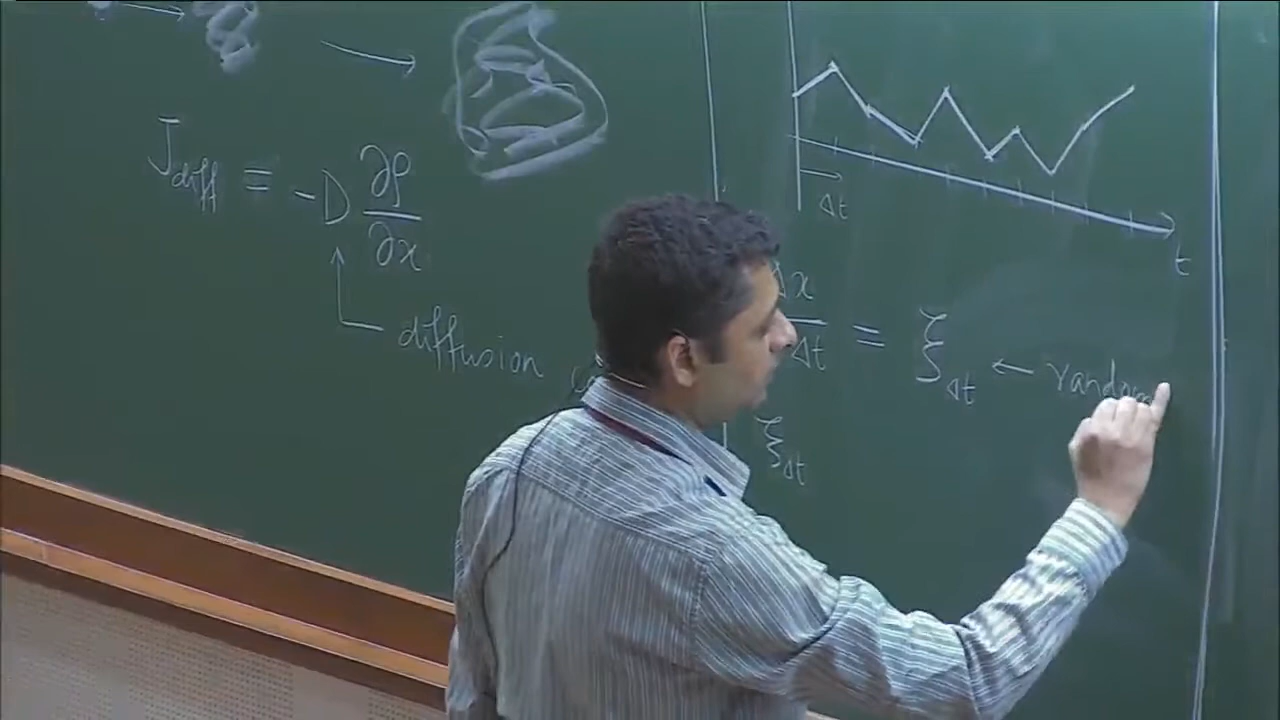 J_diff = -D ∂ρ/∂x
diffusion
Δt
t
Δx/Δt = ξ_Δt ← random
ξ_Δt